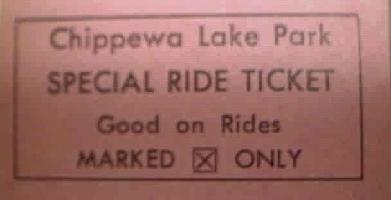 Chippewa Lake Park
SPECIAL RIDE TICKET
Good on Rides
MARKED ☒ ONLY